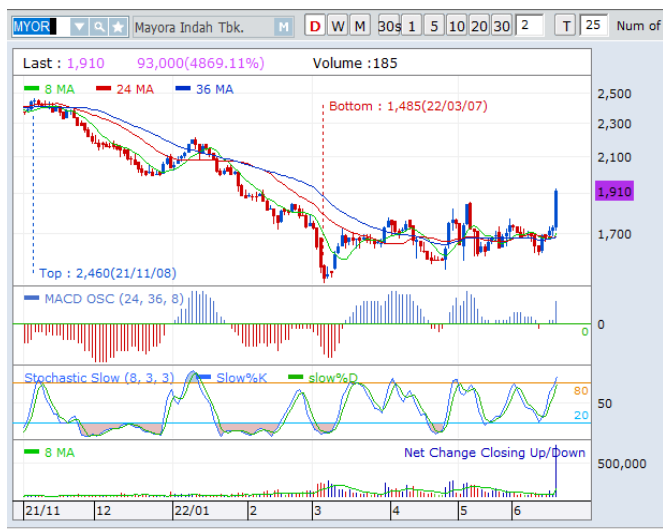 MYOR Mayora Indah Tbk. M D W M 30s 1 5 10 20 30 2 T 25 Num of
Last : 1,910 93,000(4869.11%) Volume :185
8 MA 24 MA 36 MA
2,500
Bottom : 1,485(22/03/07)
2,300
2,100
1,910
1,700
Top : 2,460(21/11/08)
MACD OSC (24, 36, 8)
0
0
Stochastic Slow (8, 3, 3) Slow%K slow%D
80
50
20
8 MA Net Change Closing Up/Down
500,000
21/11 12 22/01 2 3 4 5 6